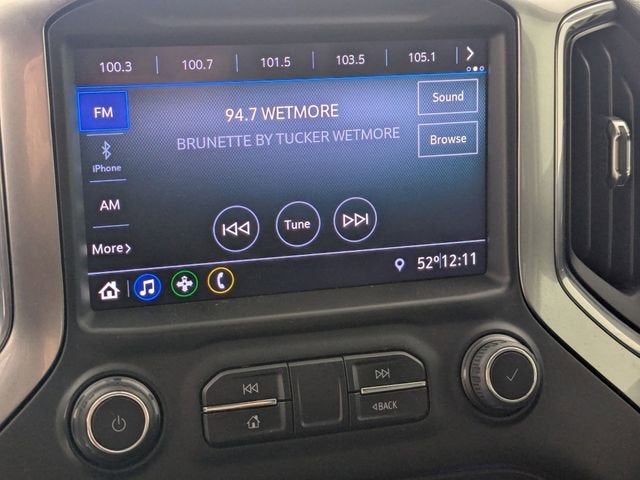 100.3 100.7 101.5 103.5 105.1
FM
94.7 WETMORE
Sound
BRUNETTE BY TUCKER WETMORE
Browse
iPhone
AM
Tune
More
52° 12:11
BACK